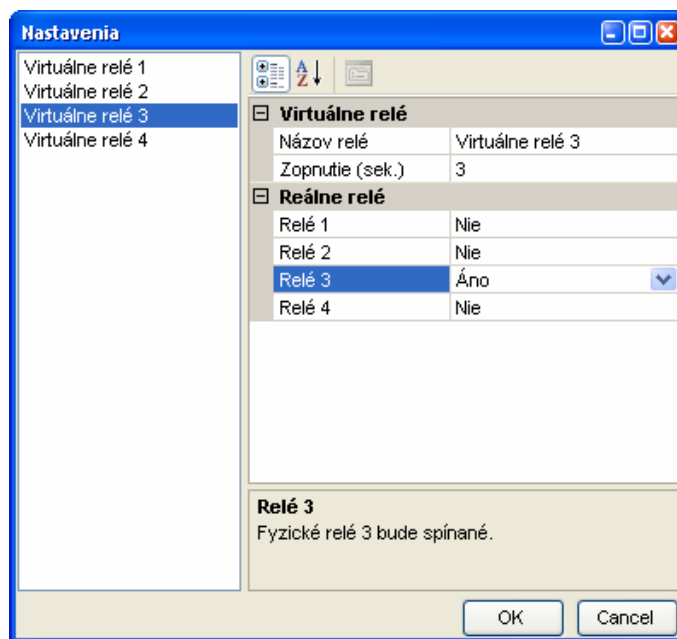 Nastavenia
Virtuálne relé 1
Virtuálne relé 2
Virtuálne relé 3
Virtuálne relé 4
A
Z
Virtuálne relé
Názov relé Virtuálne relé 3
Zopnutie (sek.) 3
Reálne relé
Relé 1 Nie
Relé 2 Nie
Relé 3 Áno
Relé 4 Nie
Relé 3
Fyzické relé 3 bude spínané.
OK Cancel